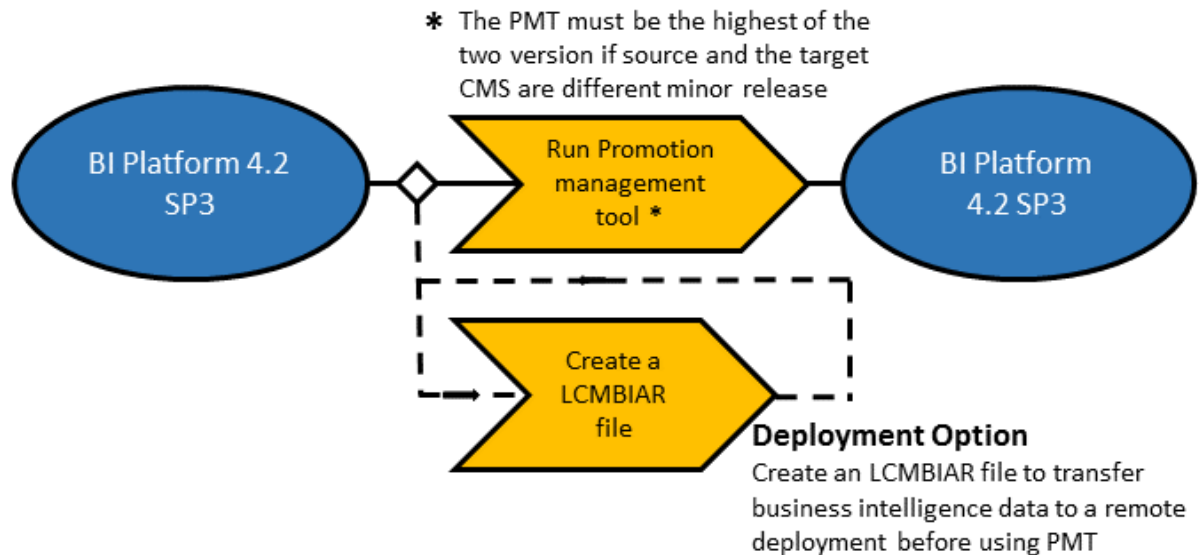 * The PMT must be the highest of the
two version if source and the target
CMS are different minor release
BI Platform 4.2
SP3
Run Promotion
management
tool *
BI Platform
4.2 SP3
Create a
LCMBIAR
file
Deployment Option
Create an LCMBIAR file to transfer
business intelligence data to a remote
deployment before using PMT